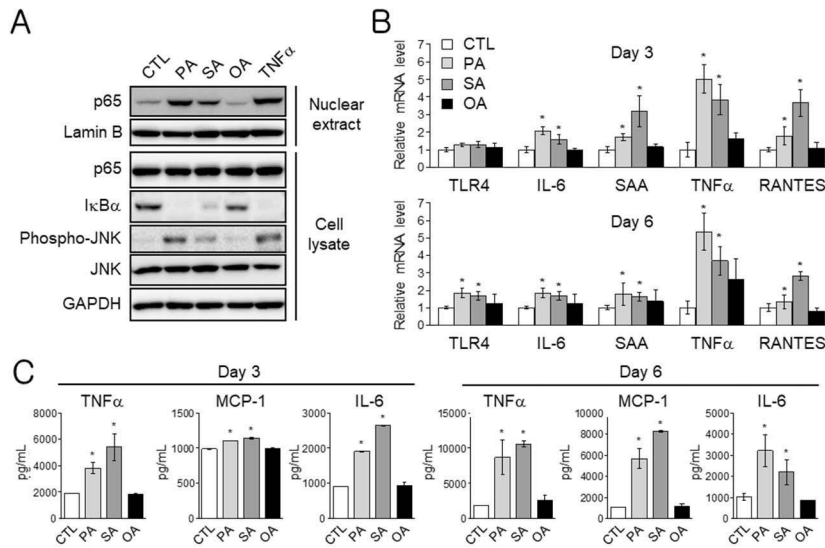 A
CTL PA SA OA TNFα
p65
Lamin B
Nuclear extract
p65
IκBα
Phospho-JNK
JNK
GAPDH
Cell lysate
B
Relative mRNA level
7
6
5
4
3
2
1
0
CTL
PA
SA
OA
Day 3
* * * * * * * *
TLR4 IL-6 SAA TNFα RANTES
Relative mRNA level
7
6
5
4
3
2
1
0
Day 6
* * * * * * * * * *
TLR4 IL-6 SAA TNFα RANTES
C
Day 3
TNFα
pg/mL
8000
6000
4000
2000
0
* *
CTL PA SA OA
MCP-1
1500
1000
500
0
* *
CTL PA SA OA
IL-6
3000
2000
1000
0
* *
CTL PA SA OA
Day 6
TNFα
pg/mL
15000
10000
5000
0
* *
CTL PA SA OA
MCP-1
pg/mL
10000
8000
6000
4000
2000
0
* *
CTL PA SA OA
IL-6
pg/mL
5000
4000
3000
2000
1000
0
* *
CTL PA SA OA